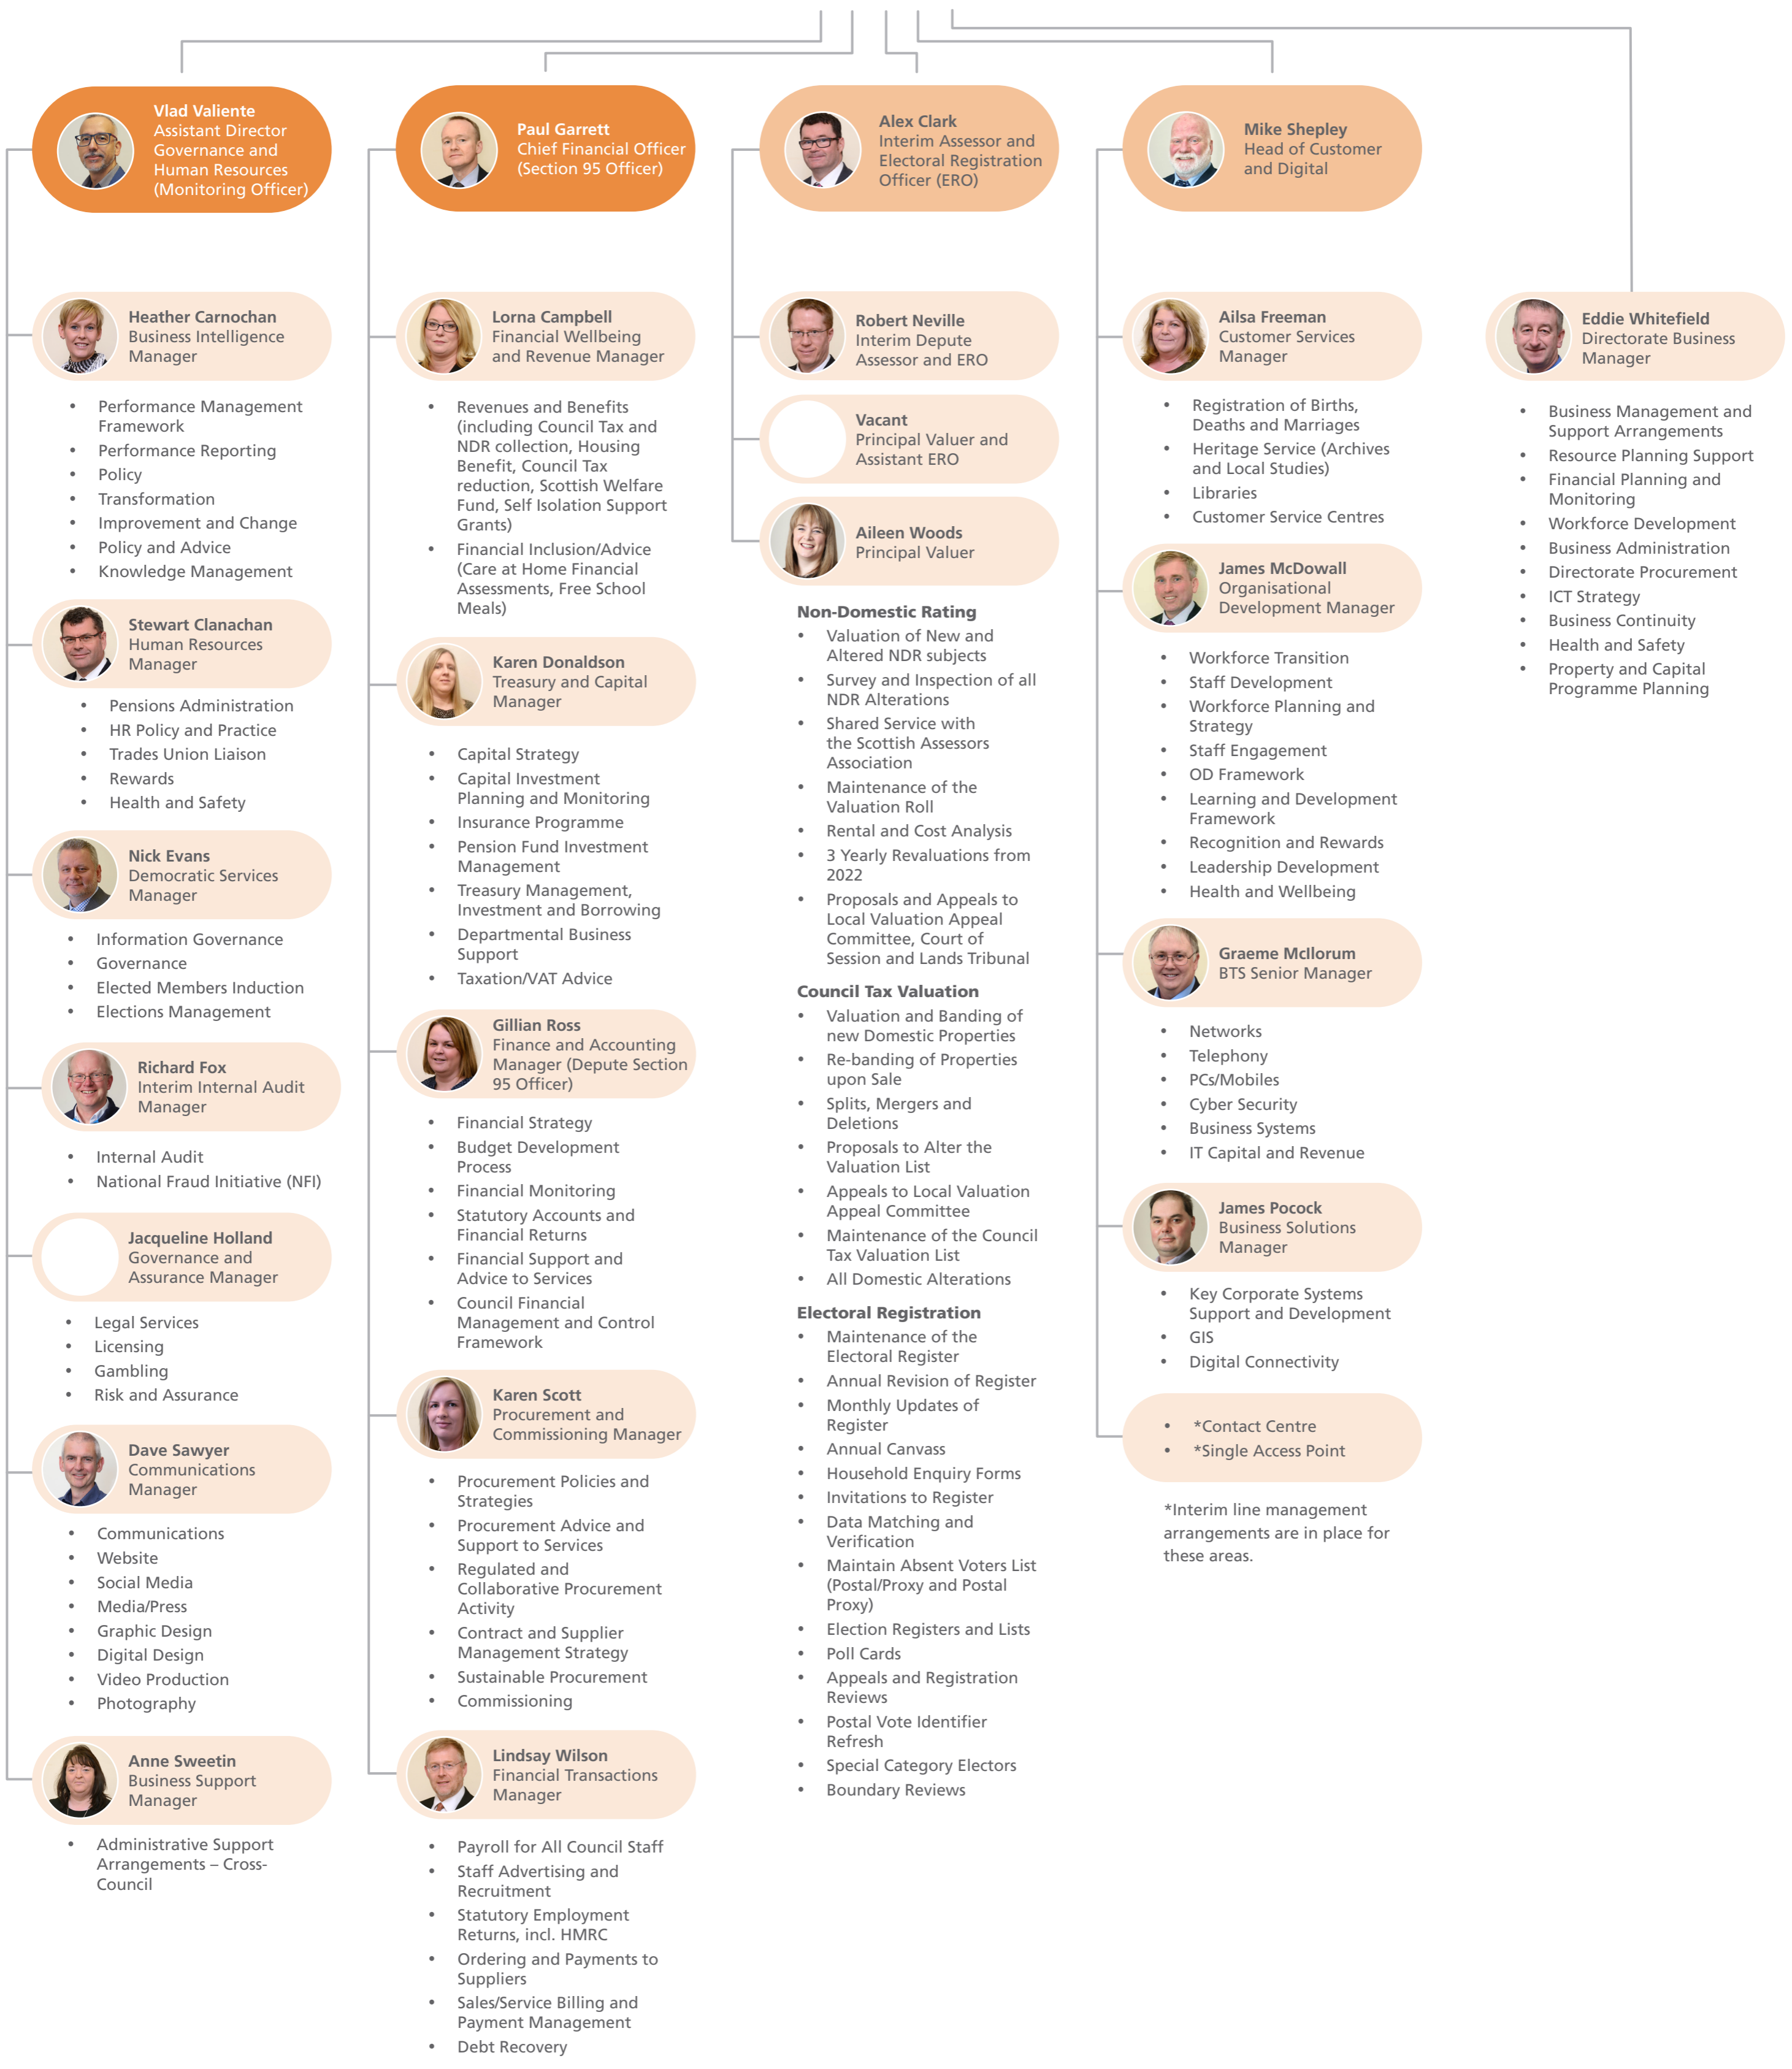 Vlad Valiente
Assistant Director
Governance and
Human Resources
(Monitoring Officer)
Heather Carnochan
Business Intelligence
Manager
• Performance Management
Framework
• Performance Reporting
• Policy
• Transformation
• Improvement and Change
• Policy and Advice
• Knowledge Management
Stewart Clanachan
Human Resources
Manager
• Pensions Administration
• HR Policy and Practice
• Trades Union Liaison
• Rewards
• Health and Safety
Nick Evans
Democratic Services
Manager
• Information Governance
• Governance
• Elected Members Induction
• Elections Management
Richard Fox
Interim Internal Audit
Manager
• Internal Audit
• National Fraud Initiative (NFI)
Jacqueline Holland
Governance and
Assurance Manager
• Legal Services
• Licensing
• Gambling
• Risk and Assurance
Dave Sawyer
Communications
Manager
• Communications
• Website
• Social Media
• Media/Press
• Graphic Design
• Digital Design
• Video Production
• Photography
Anne Sweetin
Business Support
Manager
• Administrative Support
Arrangements – Cross-
Council
Paul Garrett
Chief Financial Officer
(Section 95 Officer)
Lorna Campbell
Financial Wellbeing
and Revenue Manager
• Revenues and Benefits
(including Council Tax and
NDR collection, Housing
Benefit, Council Tax
reduction, Scottish Welfare
Fund, Self Isolation Support
Grants)
• Financial Inclusion/Advice
(Care at Home Financial
Assessments, Free School
Meals)
Karen Donaldson
Treasury and Capital
Manager
• Capital Strategy
• Capital Investment
Planning and Monitoring
• Insurance Programme
• Pension Fund Investment
Management
• Treasury Management,
Investment and Borrowing
• Departmental Business
Support
• Taxation/VAT Advice
Gillian Ross
Finance and Accounting
Manager (Depute Section
95 Officer)
• Financial Strategy
• Budget Development
Process
• Financial Monitoring
• Statutory Accounts and
Financial Returns
• Financial Support and
Advice to Services
• Council Financial
Management and Control
Framework
Karen Scott
Procurement and
Commissioning Manager
• Procurement Policies and
Strategies
• Procurement Advice and
Support to Services
• Regulated and
Collaborative Procurement
Activity
• Contract and Supplier
Management Strategy
• Sustainable Procurement
• Commissioning
Lindsay Wilson
Financial Transactions
Manager
• Payroll for All Council Staff
• Staff Advertising and
Recruitment
• Statutory Employment
Returns, incl. HMRC
• Ordering and Payments to
Suppliers
• Sales/Service Billing and
Payment Management
• Debt Recovery
Alex Clark
Interim Assessor and
Electoral Registration
Officer (ERO)
Robert Neville
Interim Depute
Assessor and ERO
Vacant
Principal Valuer and
Assistant ERO
Aileen Woods
Principal Valuer
Non-Domestic Rating
• Valuation of New and
Altered NDR subjects
• Survey and Inspection of all
NDR Alterations
• Shared Service with
the Scottish Assessors
Association
• Maintenance of the
Valuation Roll
• Rental and Cost Analysis
• 3 Yearly Revaluations from
2022
• Proposals and Appeals to
Local Valuation Appeal
Committee, Court of
Session and Lands Tribunal
Council Tax Valuation
• Valuation and Banding of
new Domestic Properties
• Re-banding of Properties
upon Sale
• Splits, Mergers and
Deletions
• Proposals to Alter the
Valuation List
• Appeals to Local Valuation
Appeal Committee
• Maintenance of the Council
Tax Valuation List
• All Domestic Alterations
Electoral Registration
• Maintenance of the
Electoral Register
• Annual Revision of Register
• Monthly Updates of
Register
• Annual Canvass
• Household Enquiry Forms
• Invitations to Register
• Data Matching and
Verification
• Maintain Absent Voters List
(Postal/Proxy and Postal
Proxy)
• Election Registers and Lists
• Poll Cards
• Appeals and Registration
Reviews
• Postal Vote Identifier
Refresh
• Special Category Electors
• Boundary Reviews
Mike Shepley
Head of Customer
and Digital
Ailsa Freeman
Customer Services
Manager
• Registration of Births,
Deaths and Marriages
• Heritage Service (Archives
and Local Studies)
• Libraries
• Customer Service Centres
James McDowall
Organisational
Development Manager
• Workforce Transition
• Staff Development
• Workforce Planning and
Strategy
• Staff Engagement
• OD Framework
• Learning and Development
Framework
• Recognition and Rewards
• Leadership Development
• Health and Wellbeing
Graeme McIlorum
BTS Senior Manager
• Networks
• Telephony
• PCs/Mobiles
• Cyber Security
• Business Systems
• IT Capital and Revenue
James Pocock
Business Solutions
Manager
• Key Corporate Systems
Support and Development
• GIS
• Digital Connectivity
• *Contact Centre
• *Single Access Point
*Interim line management
arrangements are in place for
these areas.
Eddie Whitefield
Directorate Business
Manager
• Business Management and
Support Arrangements
• Resource Planning Support
• Financial Planning and
Monitoring
• Workforce Development
• Business Administration
• Directorate Procurement
• ICT Strategy
• Business Continuity
• Health and Safety
• Property and Capital
Programme Planning